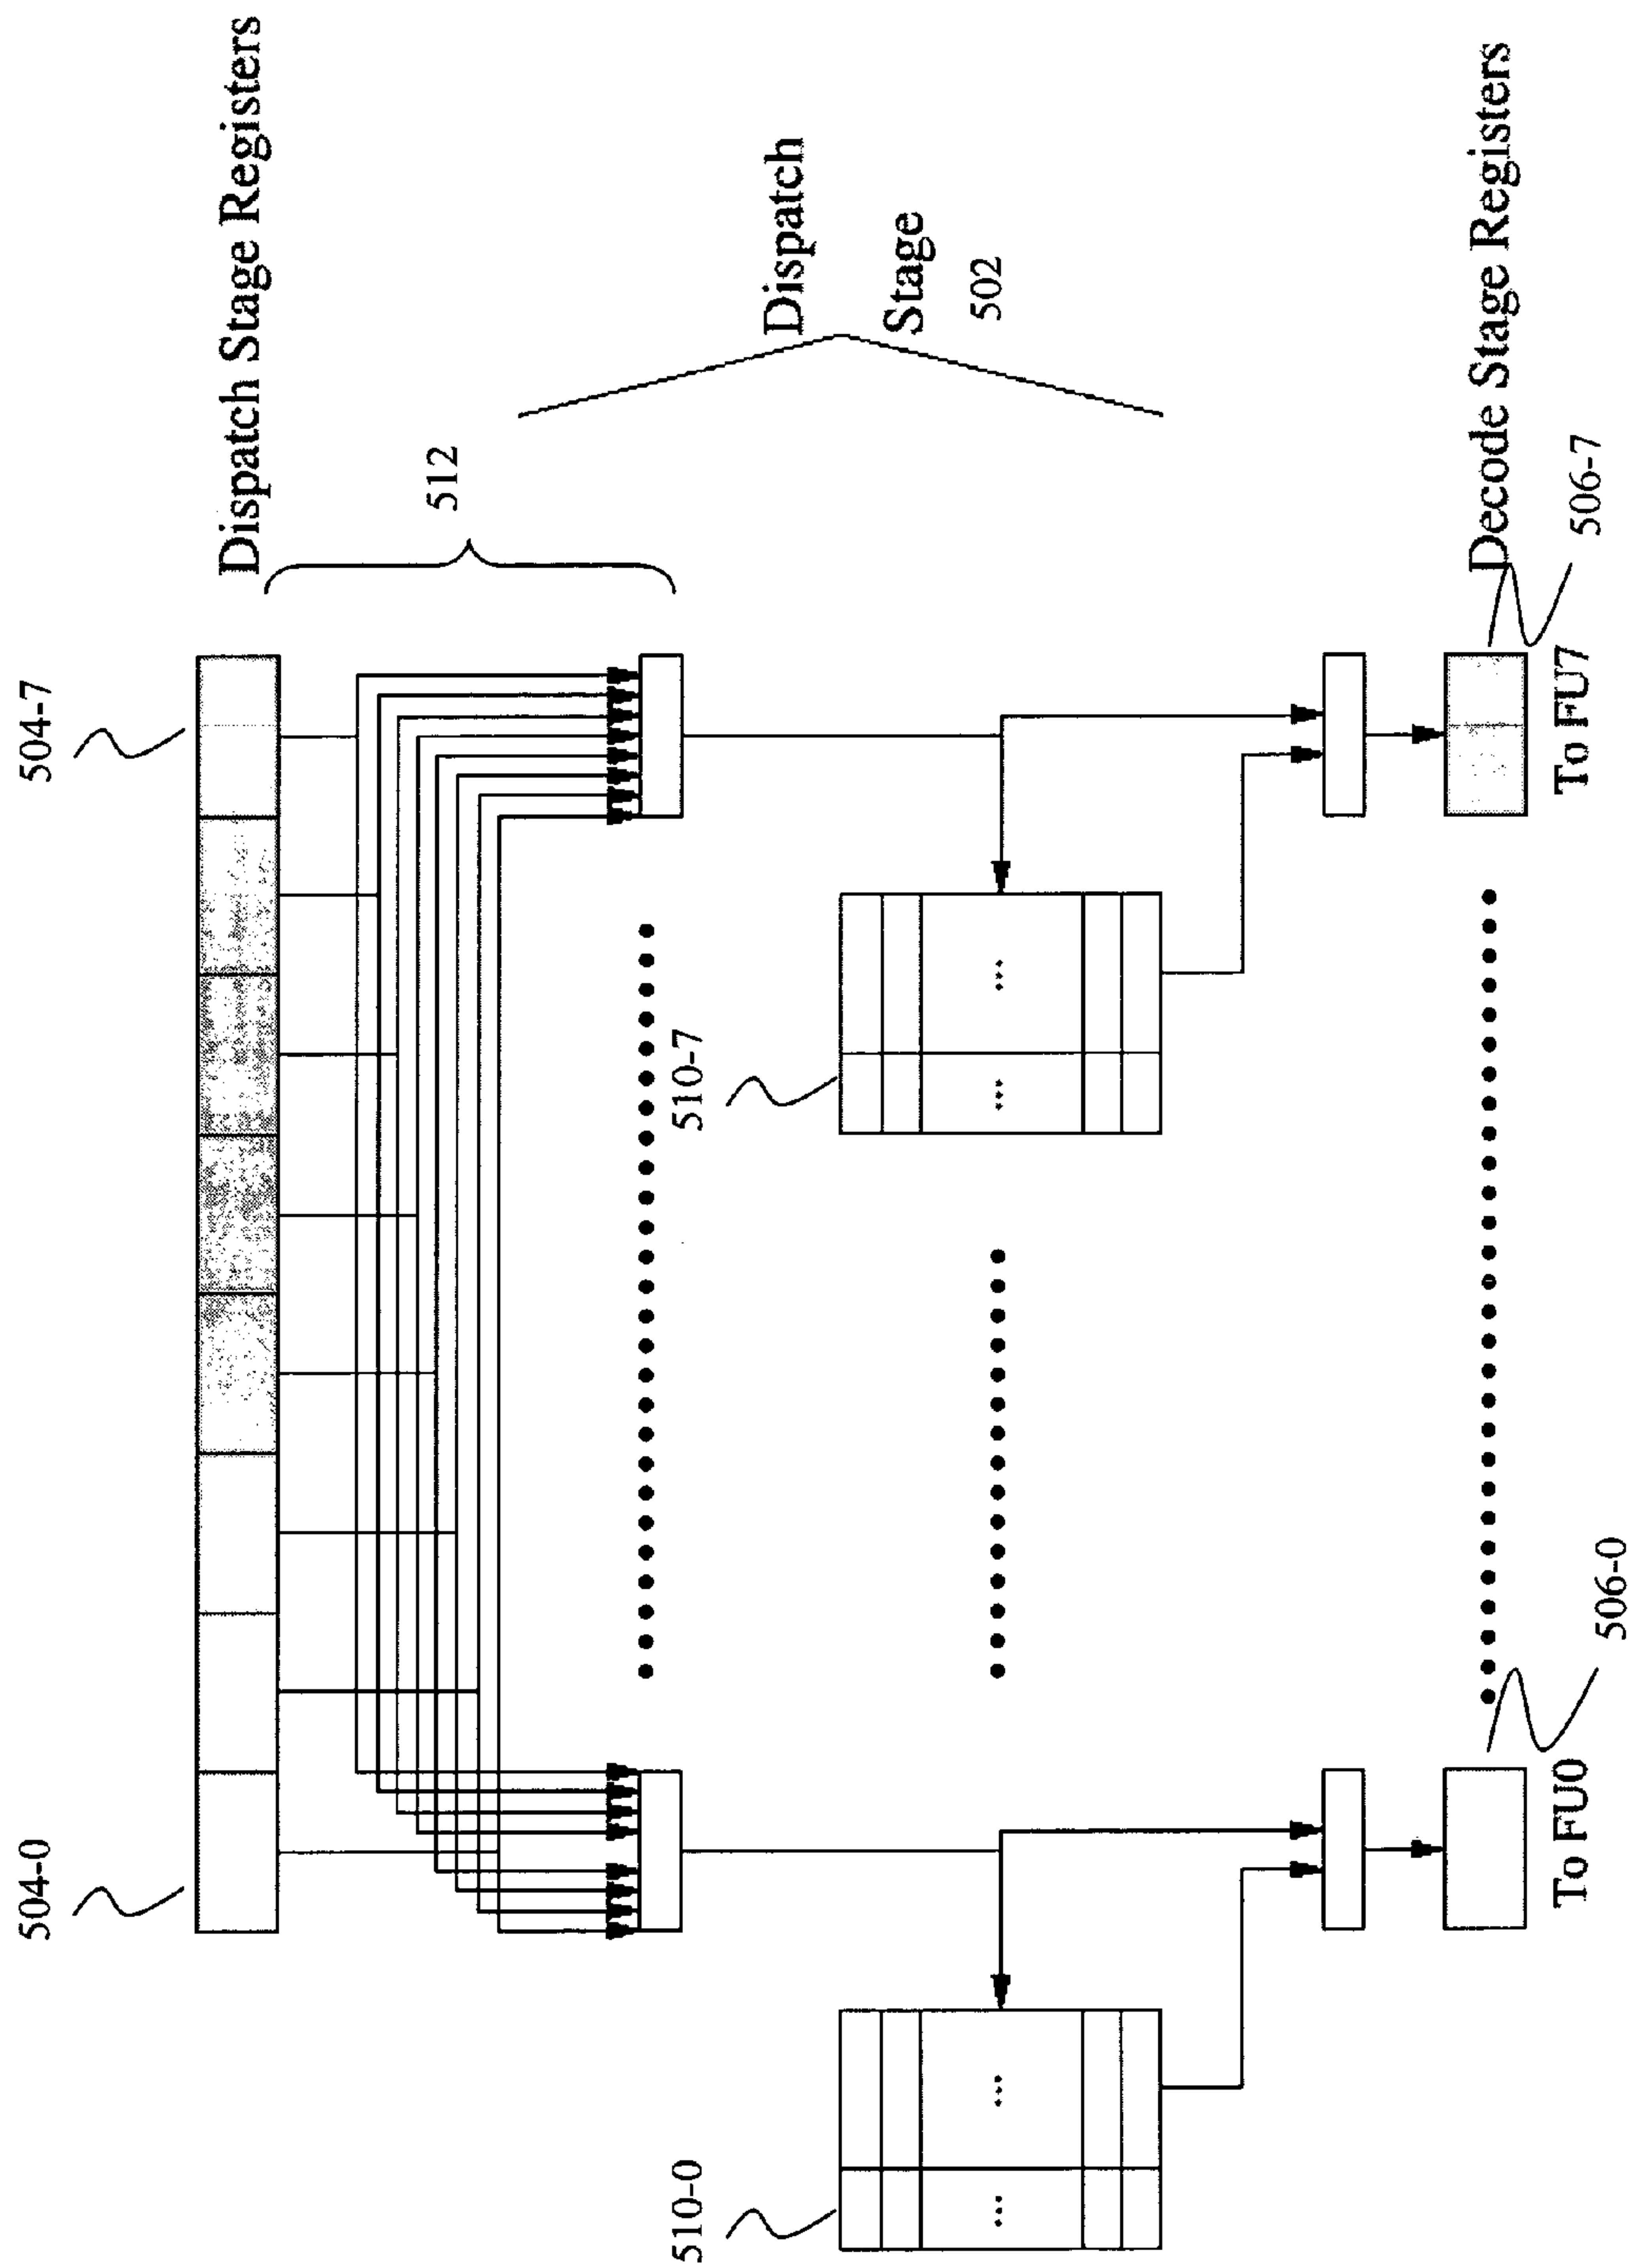 504-0
504-7
Dispatch Stage Registers
512
Dispatch
Stage
502
510-0
510-7
...
...
...
...
Decode Stage Registers
To FU0
506-0
To FU7
506-7